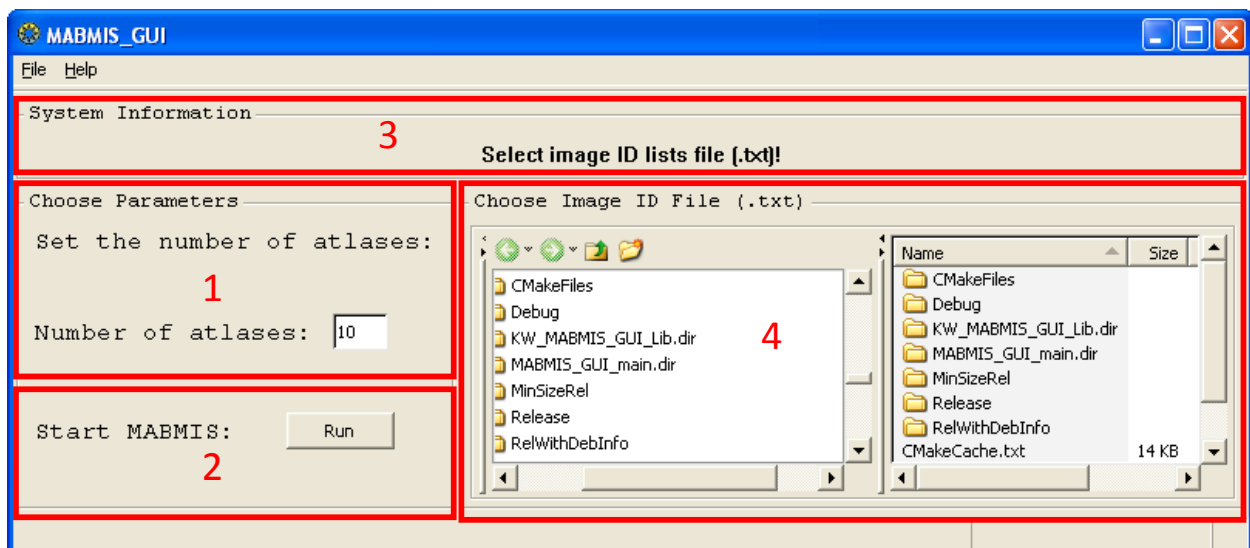 MABMIS_GUI
File Help
System Information
3
Select image ID lists file (.txt)!
Choose Parameters
Set the number of atlases:
1
Number of atlases: 10
Start MABMIS: Run
2
Choose Image ID File (.txt)
CMakeFiles
Debug
KW_MABMIS_GUI_Lib.dir
MABMIS_GUI_main.dir
MinSizeRel
Release
RelWithDebInfo
4
Name Size
CMakeFiles
Debug
KW_MABMIS_GUI_Lib.dir
MABMIS_GUI_main.dir
MinSizeRel
Release
RelWithDebInfo
CMakeCache.txt 14 KB